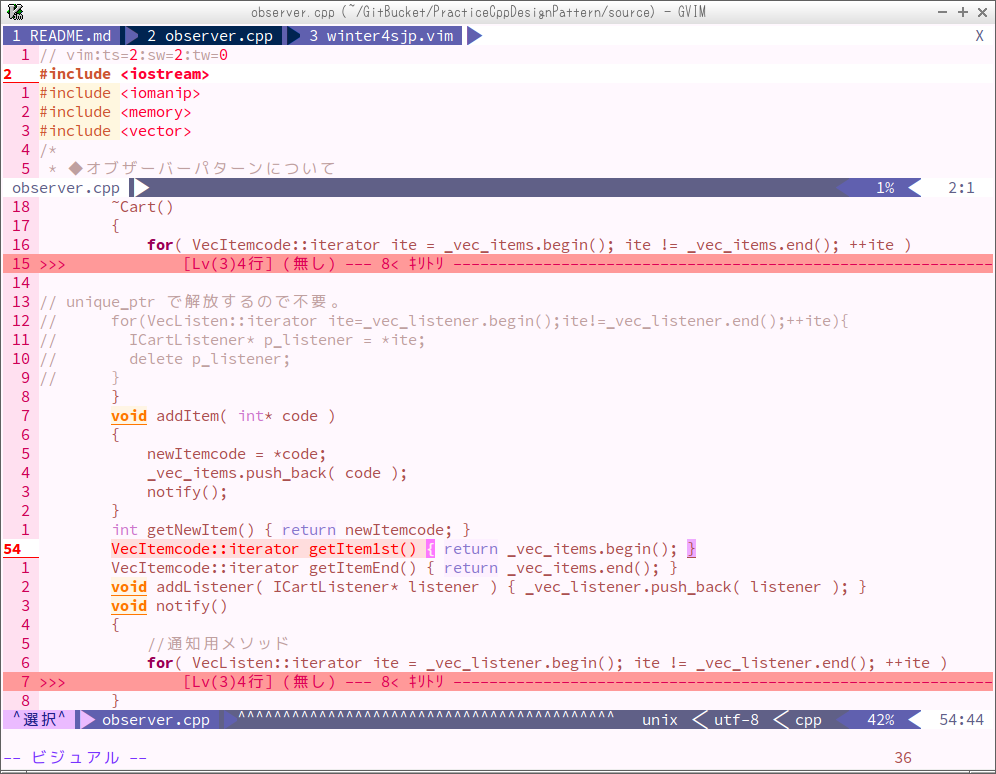 observer.cpp (~/GitBucket/PracticeCppDesignPattern/source) - GVIM
1 README.md 2 observer.cpp 3 winter4sjp.vim X
1 // vim:ts=2:sw=2:tw=0
2 #include <iostream>
1 #include <iomanip>
2 #include <memory>
3 #include <vector>
4 /*
5  * ◆オブザーバーパターンについて
observer.cpp 1% 2:1
18         ~Cart()
17         {
16             for( VecItemcode::iterator ite = _vec_items.begin(); ite != _vec_items.end(); ++ite )
15 >>>             [Lv(3)4行] (無し) --- 8< ｷﾘﾄﾘ ------------------------------------------------------------
14
13 // unique_ptr で解放するので不要。
12 //      for(VecListen::iterator ite=_vec_listener.begin();ite!=_vec_listener.end();++ite){
11 //        ICartListener* p_listener = *ite;
10 //        delete p_listener;
9 //      }
8         }
7         void addItem( int* code )
6         {
5             newItemcode = *code;
4             _vec_items.push_back( code );
3             notify();
2         }
1         int getNewItem() { return newItemcode; }
54         VecItemcode::iterator getItem1st() { return _vec_items.begin(); }
1         VecItemcode::iterator getItemEnd() { return _vec_items.end(); }
2         void addListener( ICartListener* listener ) { _vec_listener.push_back( listener ); }
3         void notify()
4         {
5             //通知用メソッド
6             for( VecListen::iterator ite = _vec_listener.begin(); ite != _vec_listener.end(); ++ite )
7 >>>             [Lv(3)4行] (無し) --- 8< ｷﾘﾄﾘ ------------------------------------------------------------
8         }
^選択^ observer.cpp ^^^^^^^^^^^^^^^^^^^^^^^^^^^^^^^^^^^^^^^^^^ unix utf-8 cpp 42% 54:44
-- ビジュアル -- 36